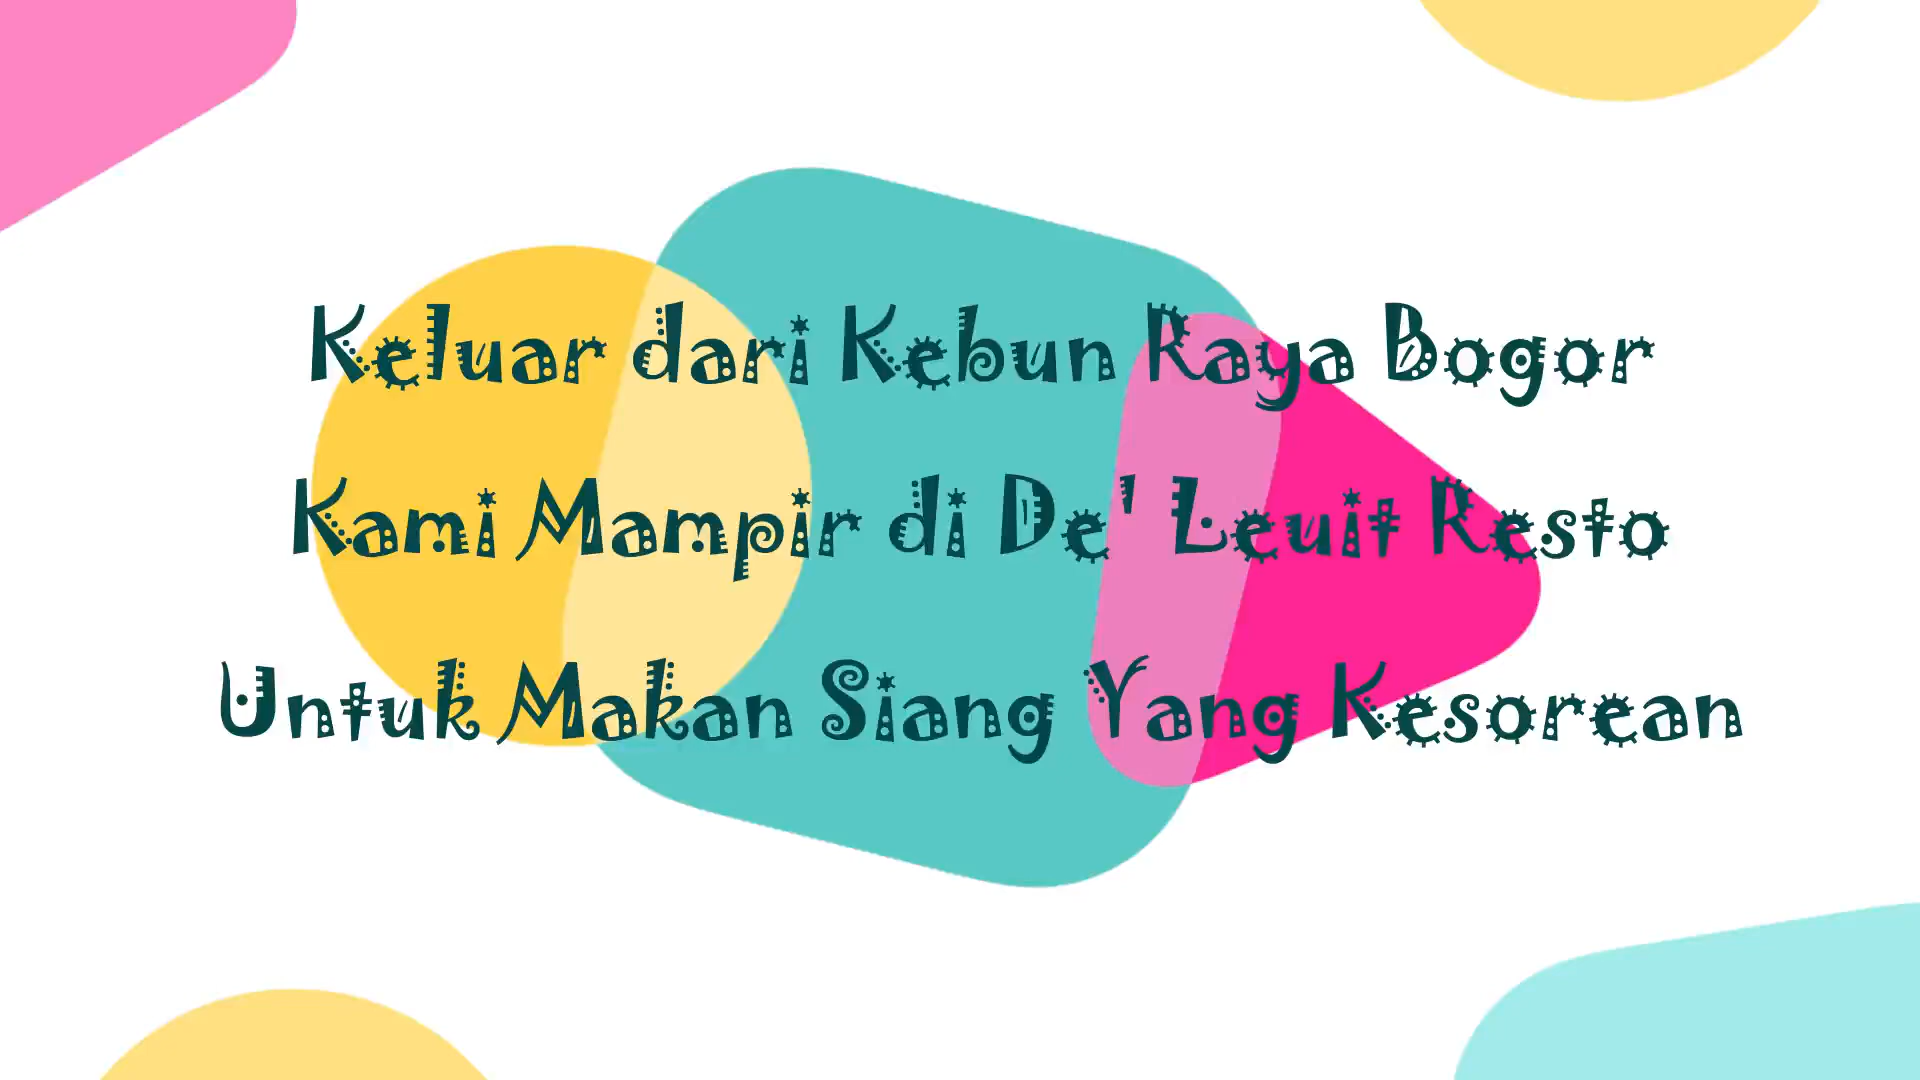 Keluar dari Kebun Raya Bogor
Kami Mampir di De' Leuit Resto
Untuk Makan Siang Yang Kesorean